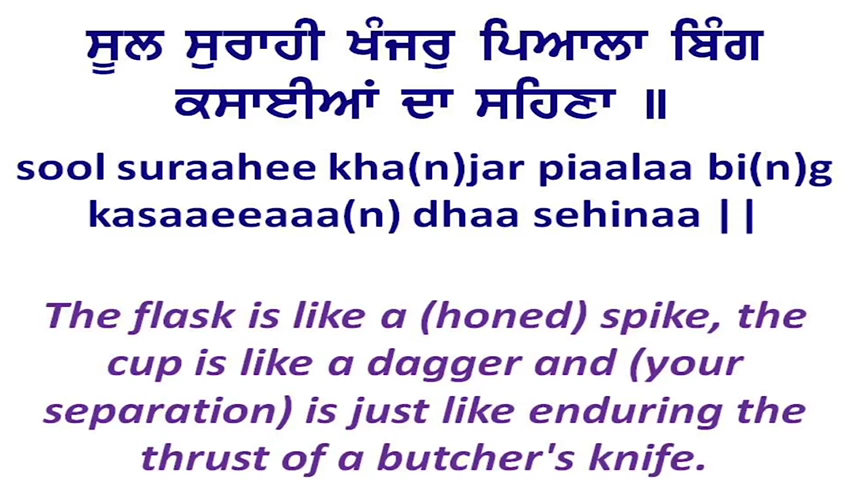 ਸੂਲ ਸੁਰਾਹੀ ਖੰਜਰੁ ਪਿਆਲਾ ਬਿੰਗ
ਕਸਾਈਆਂ ਦਾ ਸਹਿਣਾ ॥
sool suraahee kha(n)jar piaalaa bi(n)g
kasaaeeaaa(n) dhaa sehinaa ||
The flask is like a (honed) spike, the
cup is like a dagger and (your
separation) is just like enduring the
thrust of a butcher's knife.